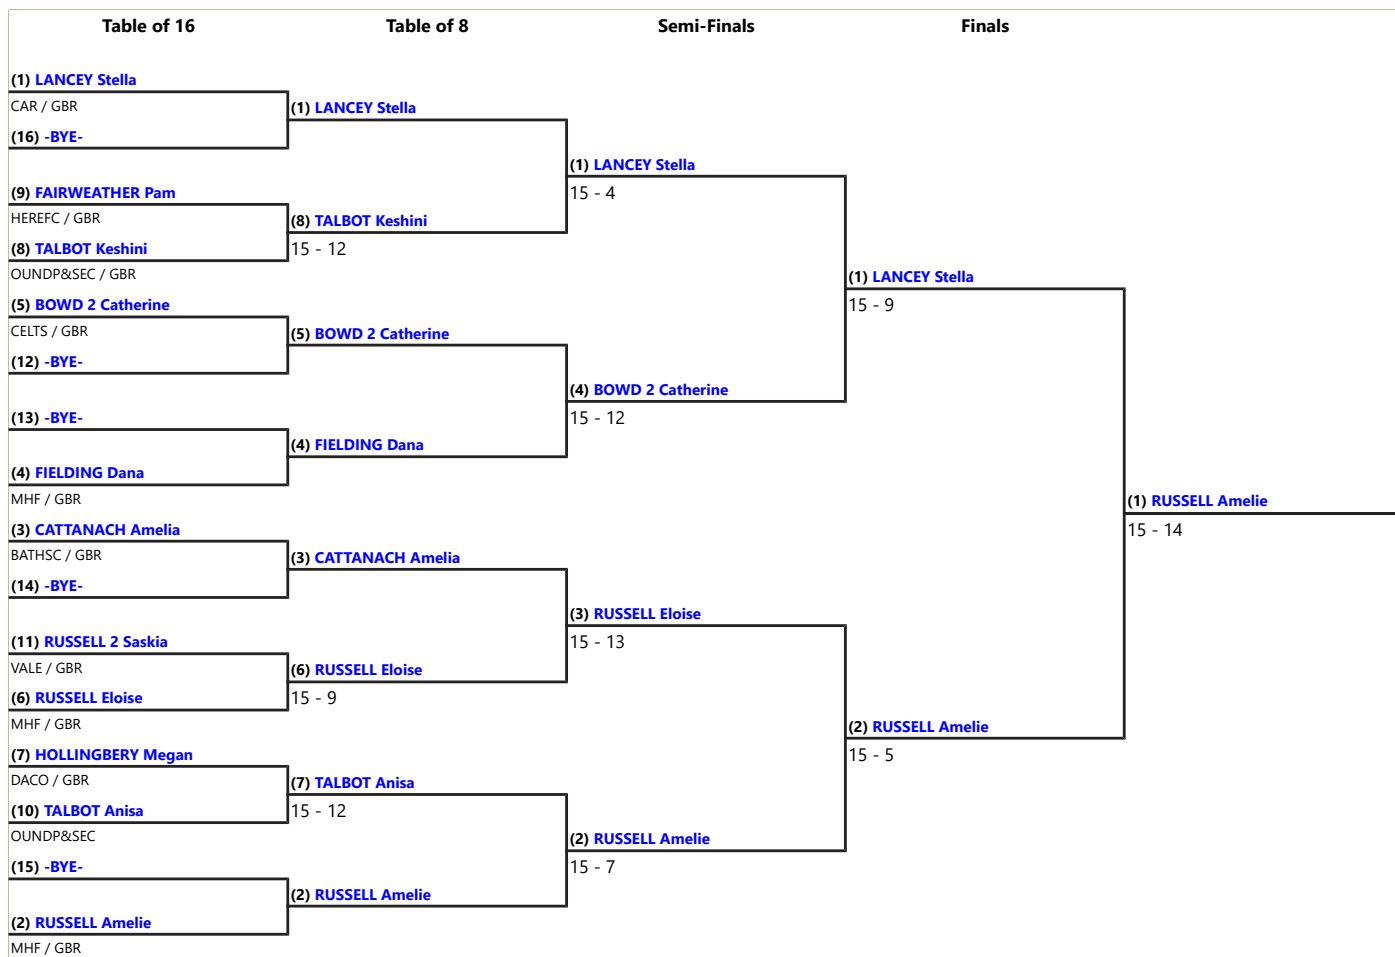 Table of 16
Table of 8
Semi-Finals
Finals
(1) LANCEY Stella
CAR / GBR
(16) -BYE-
(9) FAIRWEATHER Pam
HEREFC / GBR
(8) TALBOT Keshini
OUNDP&SEC / GBR
(5) BOWD 2 Catherine
CELTS / GBR
(12) -BYE-
(13) -BYE-
(4) FIELDING Dana
MHF / GBR
(3) CATTANACH Amelia
BATHSC / GBR
(14) -BYE-
(11) RUSSELL 2 Saskia
VALE / GBR
(6) RUSSELL Eloise
MHF / GBR
(7) HOLLINGBERY Megan
DACO / GBR
(10) TALBOT Anisa
OUNDP&SEC
(15) -BYE-
(2) RUSSELL Amelie
MHF / GBR
(1) LANCEY Stella
(8) TALBOT Keshini
15 - 12
(5) BOWD 2 Catherine
(4) FIELDING Dana
(3) CATTANACH Amelia
(6) RUSSELL Eloise
15 - 9
(7) TALBOT Anisa
15 - 12
(2) RUSSELL Amelie
(1) LANCEY Stella
15 - 4
(4) BOWD 2 Catherine
15 - 12
(3) RUSSELL Eloise
15 - 13
(2) RUSSELL Amelie
15 - 7
(1) LANCEY Stella
15 - 9
(2) RUSSELL Amelie
15 - 5
(1) RUSSELL Amelie
15 - 14